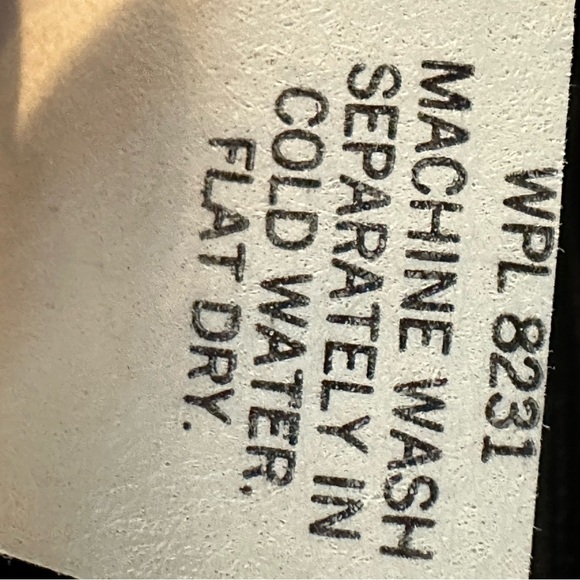 WPL 8231
MACHINE WASH
SEPARATELY IN
COLD WATER.
FLAT DRY.